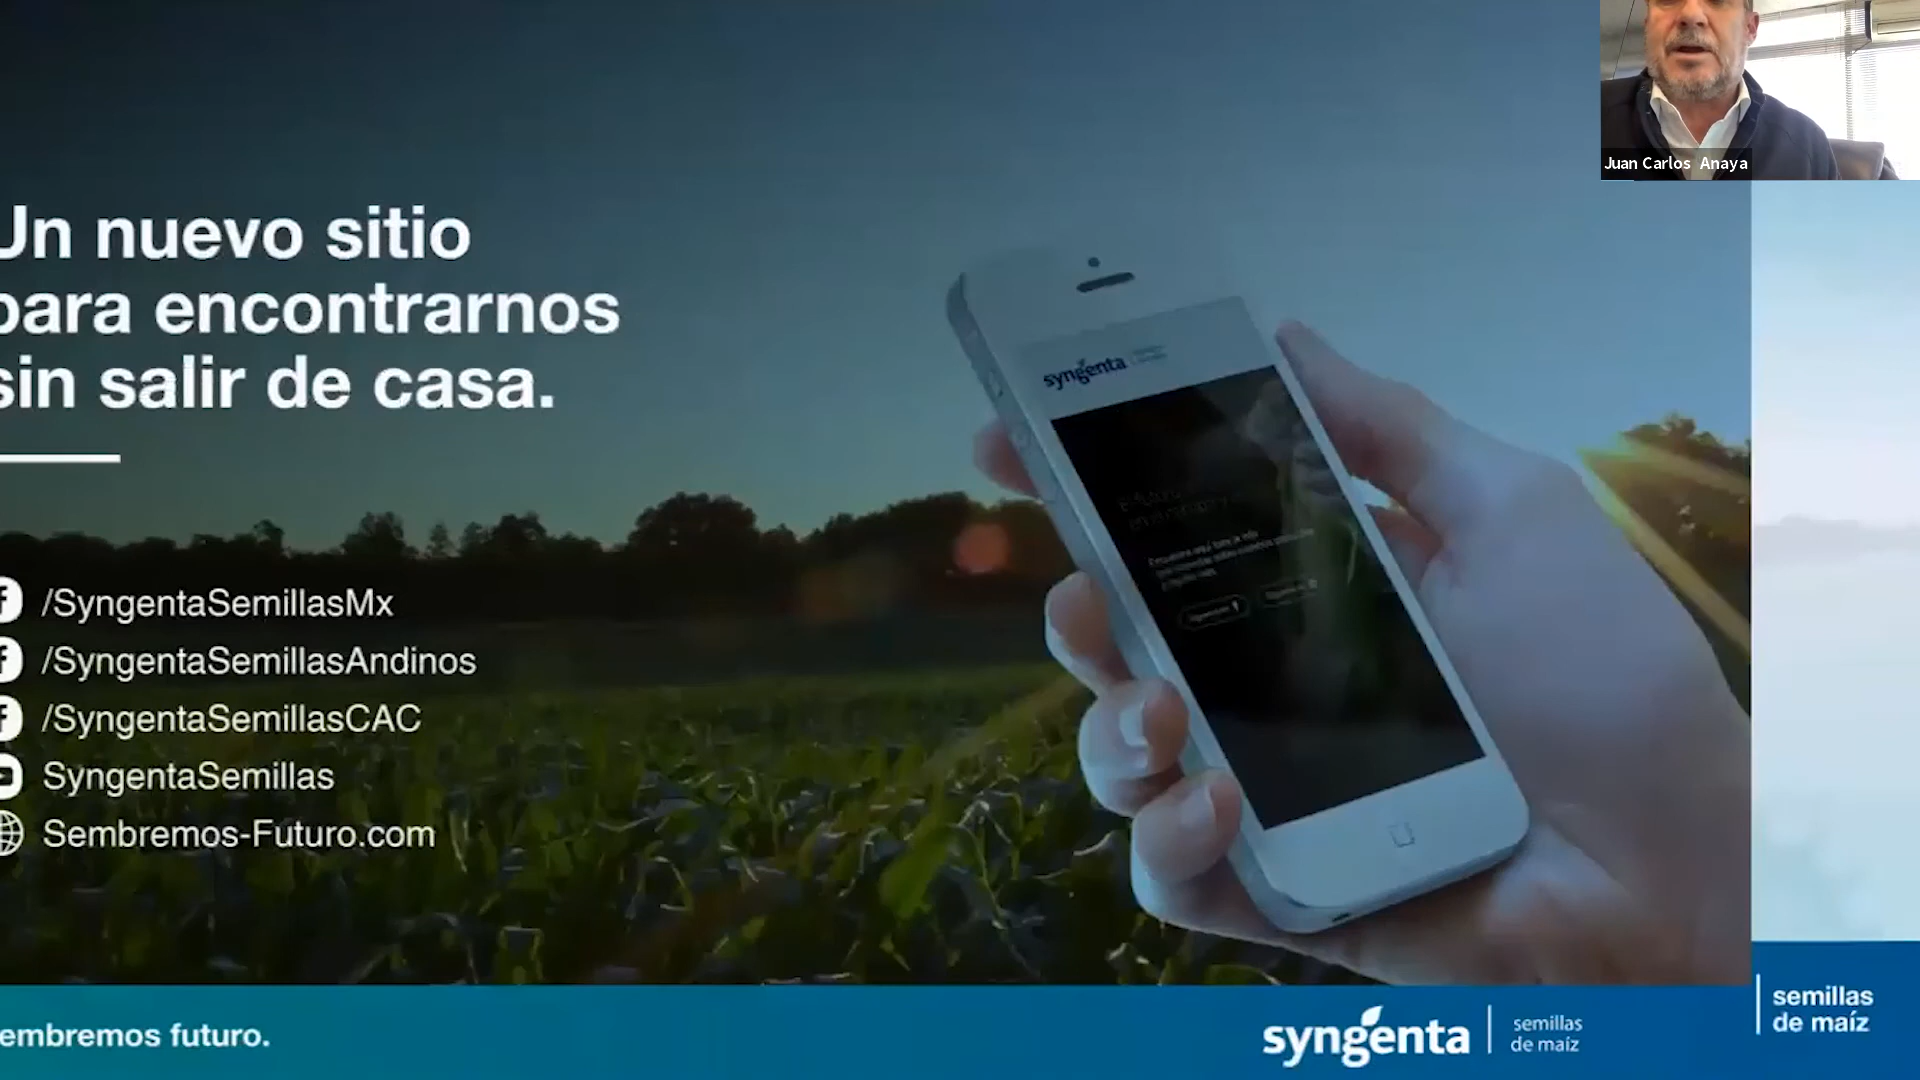 Juan Carlos Anaya
Un nuevo sitio
para encontrarnos
sin salir de casa.
syngenta
/SyngentaSemillasMx
/SyngentaSemillasAndinos
/SyngentaSemillasCAC
SyngentaSemillas
Sembremos-Futuro.com
embremos futuro.
syngenta
semillas
de maíz
semillas
de maíz